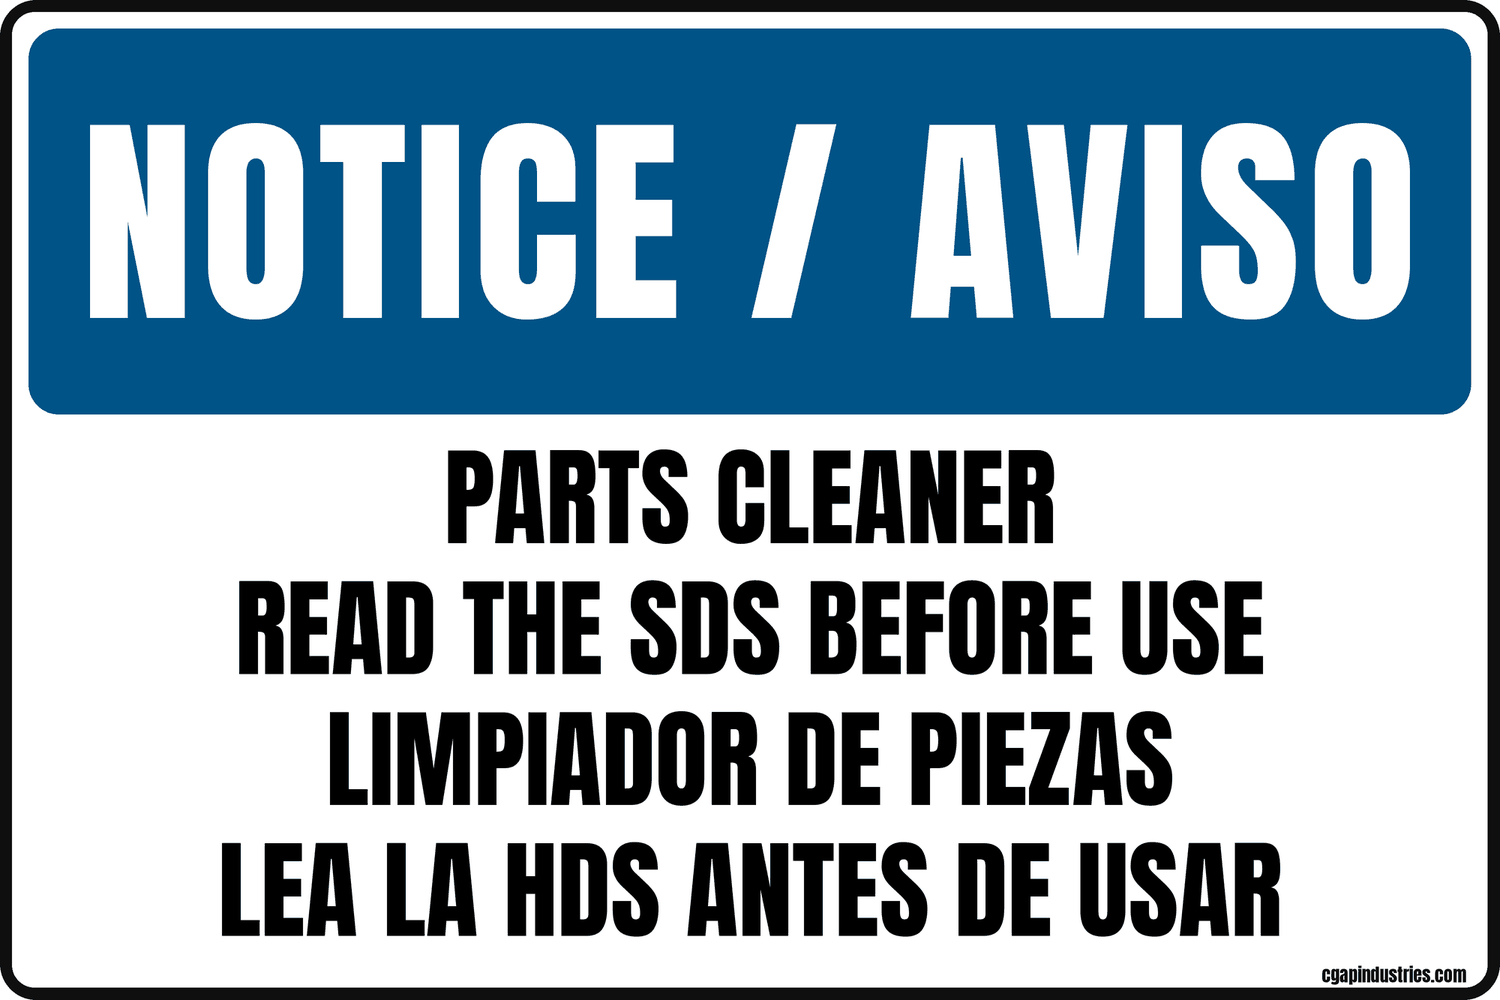 NOTICE / AVISO
PARTS CLEANER
READ THE SDS BEFORE USE
LIMPIADOR DE PIEZAS
LEA LA HDS ANTES DE USAR
cgapindustries.com